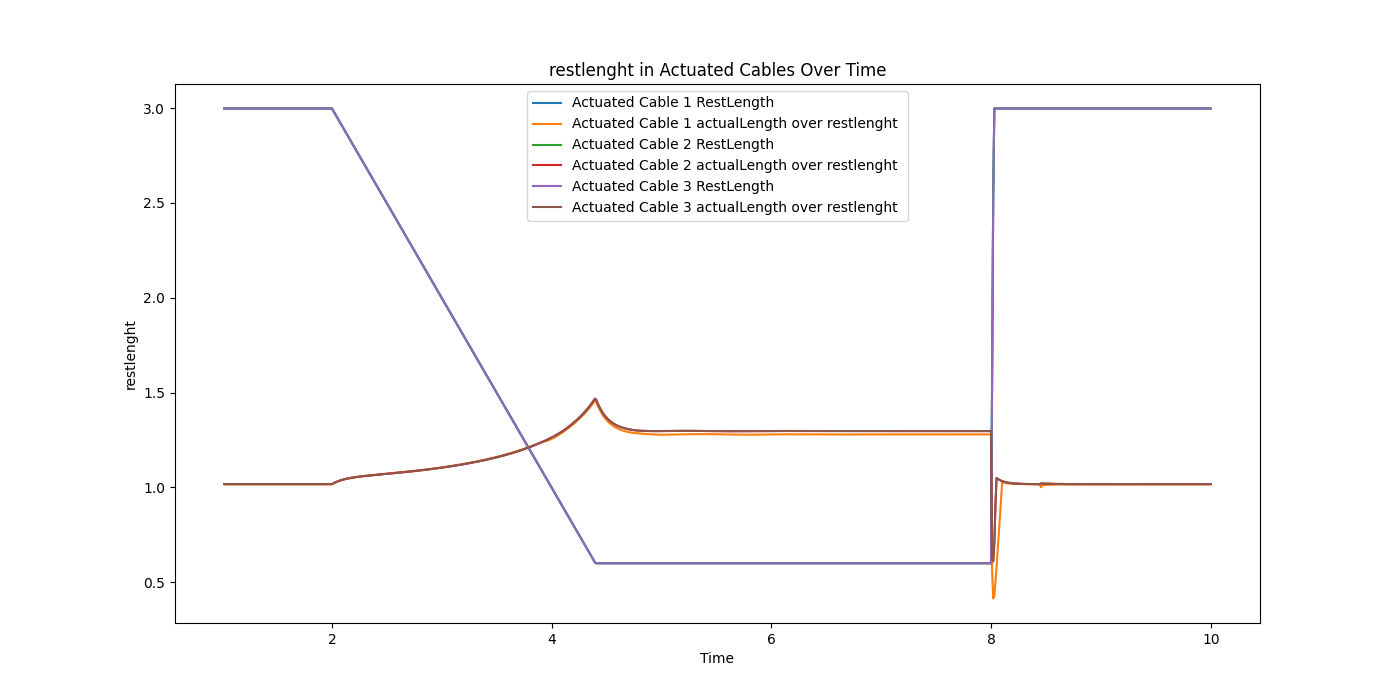 restlenght in Actuated Cables Over Time
Actuated Cable 1 RestLength
Actuated Cable 1 actualLength over restlenght
Actuated Cable 2 RestLength
Actuated Cable 2 actualLength over restlenght
Actuated Cable 3 RestLength
Actuated Cable 3 actualLength over restlenght
restlenght
3.0
2.5
2.0
1.5
1.0
0.5
2
4
6
8
10
Time